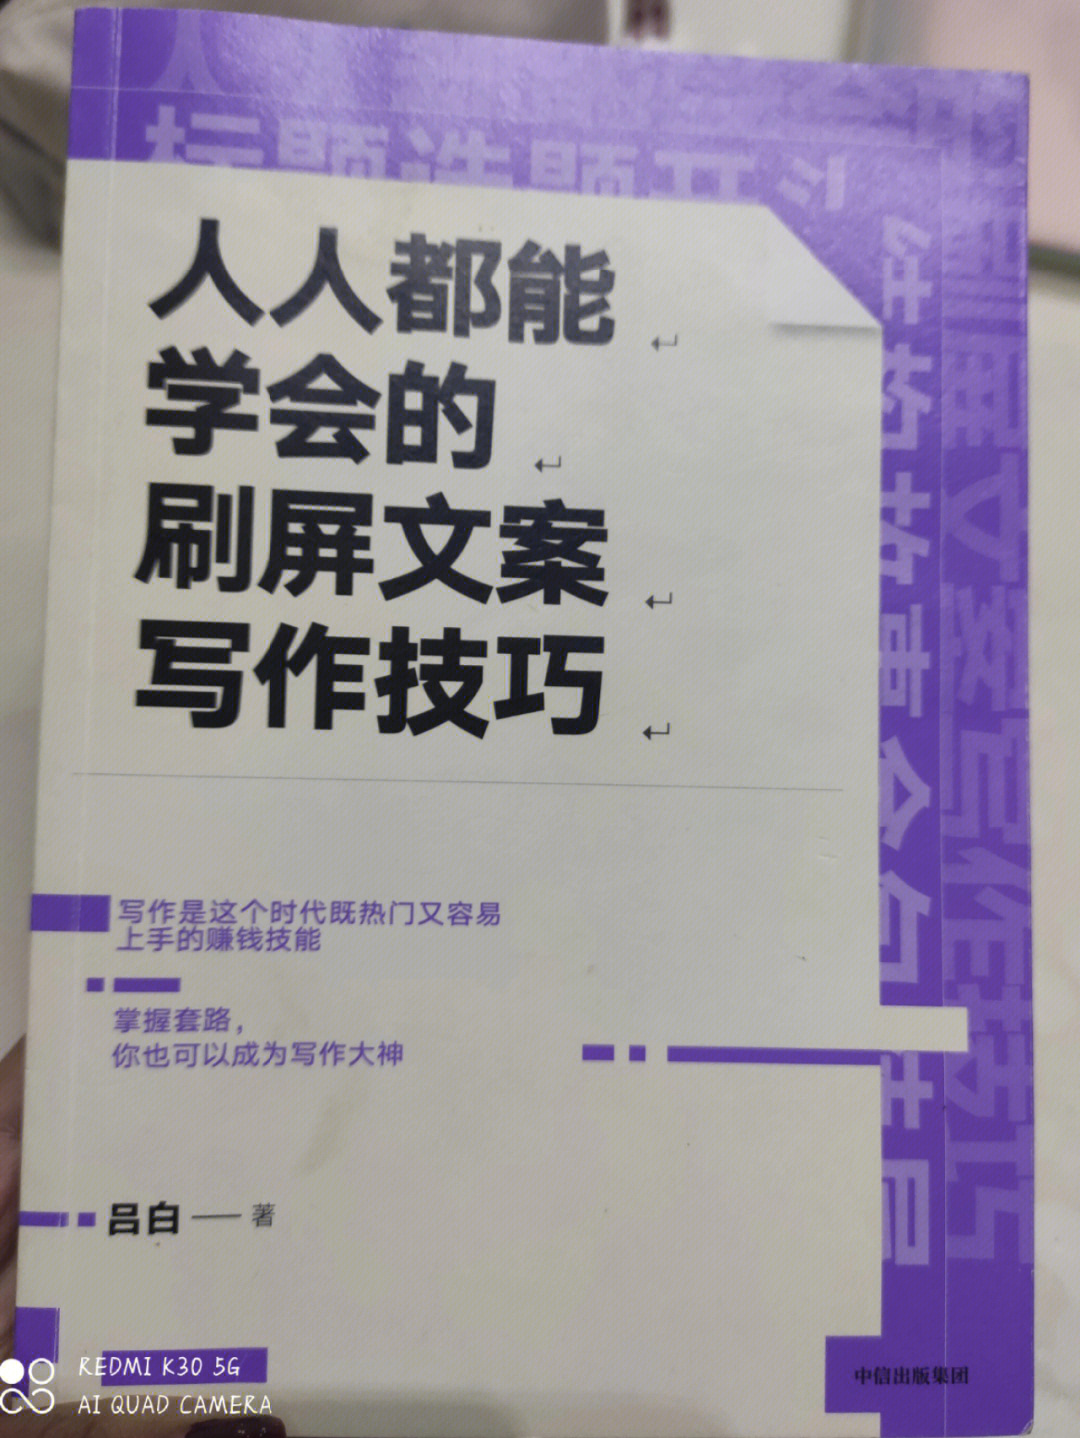 人人都能
学会的
刷屏文案
写作技巧
写作是这个时代既热门又容易
上手的赚钱技能
掌握套路，
你也可以成为写作大神
吕白——著
中信出版集团
REDMI K30 5G
AI QUAD CAMERA